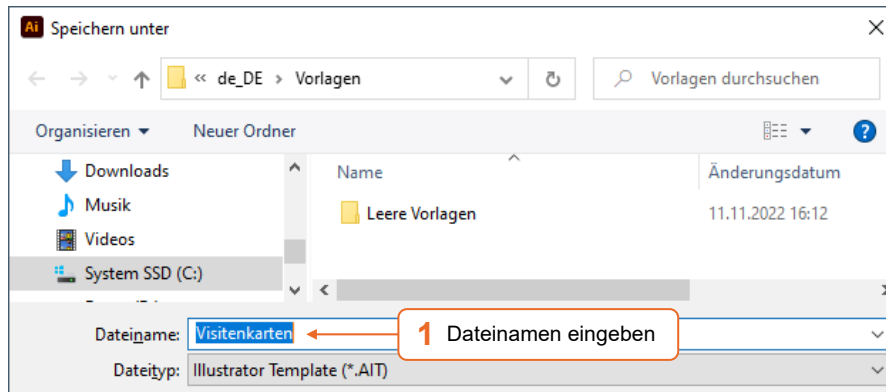 Ai Speichern unter
« de_DE > Vorlagen
Vorlagen durchsuchen
Organisieren
Neuer Ordner
?
Downloads
Musik
Videos
System SSD (C:)
Name
Änderungsdatum
Leere Vorlagen
11.11.2022 16:12
Dateiname: Visitenkarten
1 Dateinamen eingeben
Dateityp: Illustrator Template (*.AIT)